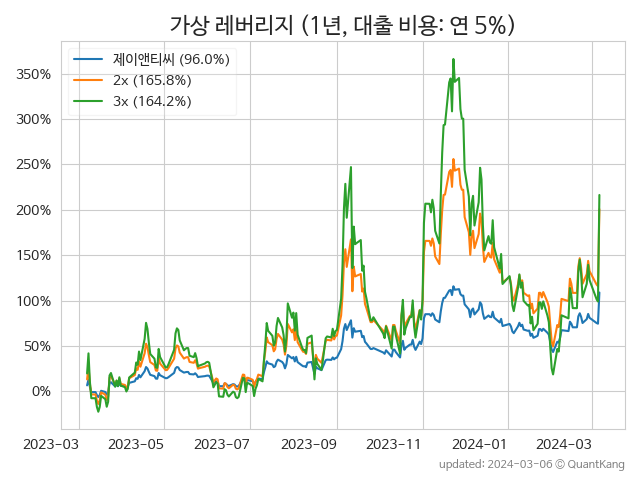 가상 레버리지 (1년, 대출 비용: 연 5%)
제이앤티씨 (96.0%)
2x (165.8%)
3x (164.2%)
350%
300%
250%
200%
150%
100%
50%
0%
2023-03 2023-05 2023-07 2023-09 2023-11 2024-01 2024-03
updated: 2024-03-06 © QuantKang